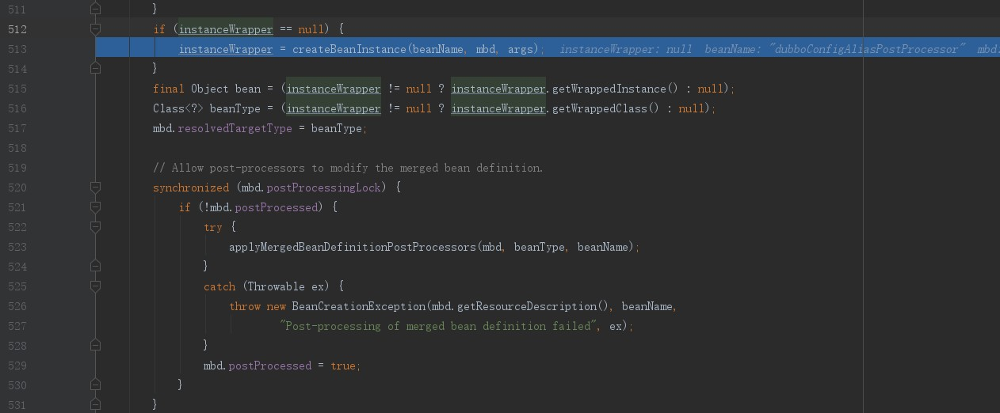 511 }
512 if (instanceWrapper == null) {
513 instanceWrapper = createBeanInstance(beanName, mbd, args); instanceWrapper: null beanName: "dubboConfigAliasPostProcessor" mbd:
514 }
515 final Object bean = (instanceWrapper != null ? instanceWrapper.getWrappedInstance() : null);
516 Class<?> beanType = (instanceWrapper != null ? instanceWrapper.getWrappedClass() : null);
517 mbd.resolvedTargetType = beanType;
518
519 // Allow post-processors to modify the merged bean definition.
520 synchronized (mbd.postProcessingLock) {
521 if (!mbd.postProcessed) {
522 try {
523 applyMergedBeanDefinitionPostProcessors(mbd, beanType, beanName);
524 }
525 catch (Throwable ex) {
526 throw new BeanCreationException(mbd.getResourceDescription(), beanName,
527 "Post-processing of merged bean definition failed", ex);
528 }
529 mbd.postProcessed = true;
530 }
531 }